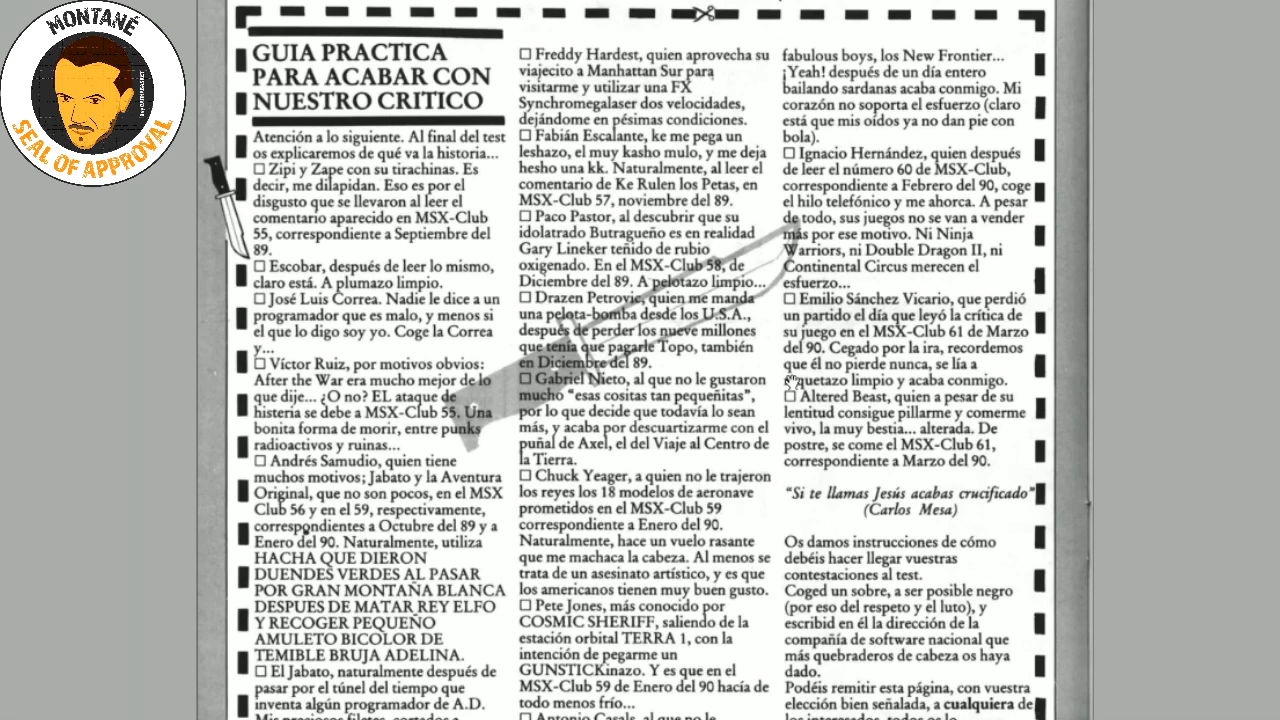 MONTANÉ
SEAL OF APPROVAL
GUIA PRACTICA
PARA ACABAR CON
NUESTRO CRITICO
Atención a lo siguiente. Al final del test
os explicaremos de qué va la historia...
□ Zipi y Zape con su tirachinas. Es
decir, me dilapidan. Eso es por el
disgusto que se llevaron al leer el
comentario aparecido en MSX-Club
55, correspondiente a Septiembre del
89.
□ Escobar, después de leer lo mismo,
claro está. A plumazo limpio.
□ José Luis Correa. Nadie le dice a un
programador que es malo, y menos si
el que lo digo soy yo. Coge la Correa
y...
□ Víctor Ruiz, por motivos obvios:
After the War era mucho mejor de lo
que dije... ¿O no? EL ataque de
histeria se debe a MSX-Club 55. Una
bonita forma de morir, entre punks
radioactivos y ruinas...
□ Andrés Samudio, quien tiene
muchos motivos; Jabato y la Aventura
Original, que no son pocos, en el MSX
Club 56 y en el 59, respectivamente,
correspondientes a Octubre del 89 y a
Enero del 90. Naturalmente, utiliza
HACHA QUE DIERON
DUENDES VERDES AL PASAR
POR GRAN MONTAÑA BLANCA
DESPUES DE MATAR REY ELFO
Y RECOGER PEQUEÑO
AMULETO BICOLOR DE
TEMIBLE BRUJA ADELINA.
□ El Jabato, naturalmente después de
pasar por el túnel del tiempo que
inventa algún programador de A.D.
Mis preciosos filetes, cortados a
□ Freddy Hardest, quien aprovecha su
viajecito a Manhattan Sur para
visitarme y utilizar una FX
Synchromegalaser dos velocidades,
dejándome en pésimas condiciones.
□ Fabián Escalante, ke me pega un
leshazo, el muy kasho mulo, y me deja
hesho una kk. Naturalmente, al leer el
comentario de Ke Rulen los Petas, en
MSX-Club 57, noviembre del 89.
□ Paco Pastor, al descubrir que su
idolatrado Butragueño es en realidad
Gary Lineker teñido de rubio
oxigenado. En el MSX-Club 58, de
Diciembre del 89. A pelotazo limpio...
□ Drazen Petrovic, quien me manda
una pelota-bomba desde los U.S.A.,
después de perder los nueve millones
que tenía que pagarle Topo, también
en Diciembre del 89.
□ Gabriel Nieto, al que no le gustaron
mucho "esas cositas tan pequeñitas",
por lo que decide que todavía lo sean
más, y acaba por descuartizarme con el
puñal de Axel, el del Viaje al Centro de
la Tierra.
□ Chuck Yeager, a quien no le trajeron
los reyes los 18 modelos de aeronave
prometidos en el MSX-Club 59
correspondiente a Enero del 90.
Naturalmente, hace un vuelo rasante
que me machaca la cabeza. Al menos se
trata de un asesinato artístico, y es que
los americanos tienen muy buen gusto.
□ Pete Jones, más conocido por
COSMIC SHERIFF, saliendo de la
estación orbital TERRA 1, con la
intención de pegarme un
GUNSTICKinazo. Y es que en el
MSX-Club 59 de Enero del 90 hacía de
todo menos frío...
□ Antonio Casals, al que no le
fabulous boys, los New Frontier...
¡Yeah! después de un día entero
bailando sardanas acaba conmigo. Mi
corazón no soporta el esfuerzo (claro
está que mis oídos ya no dan pie con
bola).
□ Ignacio Hernández, quien después
de leer el número 60 de MSX-Club,
correspondiente a Febrero del 90, coge
el hilo telefónico y me ahorca. A pesar
de todo, sus juegos no se van a vender
más por ese motivo. Ni Ninja
Warriors, ni Double Dragon II, ni
Continental Circus merecen el
esfuerzo...
□ Emilio Sánchez Vicario, que perdió
un partido el día que leyó la crítica de
su juego en el MSX-Club 61 de Marzo
del 90. Cegado por la ira, recordemos
que él no pierde nunca, se lía a
raquetazo limpio y acaba conmigo.
□ Altered Beast, quien a pesar de su
lentitud consigue pillarme y comerme
vivo, la muy bestia... alterada. De
postre, se come el MSX-Club 61,
correspondiente a Marzo del 90.
"Si te llamas Jesús acabas crucificado"
(Carlos Mesa)
Os damos instrucciones de cómo
debéis hacer llegar vuestras
contestaciones al test.
Coged un sobre, a ser posible negro
(por eso del respeto y el luto), y
escribid en él la dirección de la
compañía de software nacional que
más quebraderos de cabeza os haya
dado.
Podéis remitir esta página, con vuestra
elección bien señalada, a cualquiera de